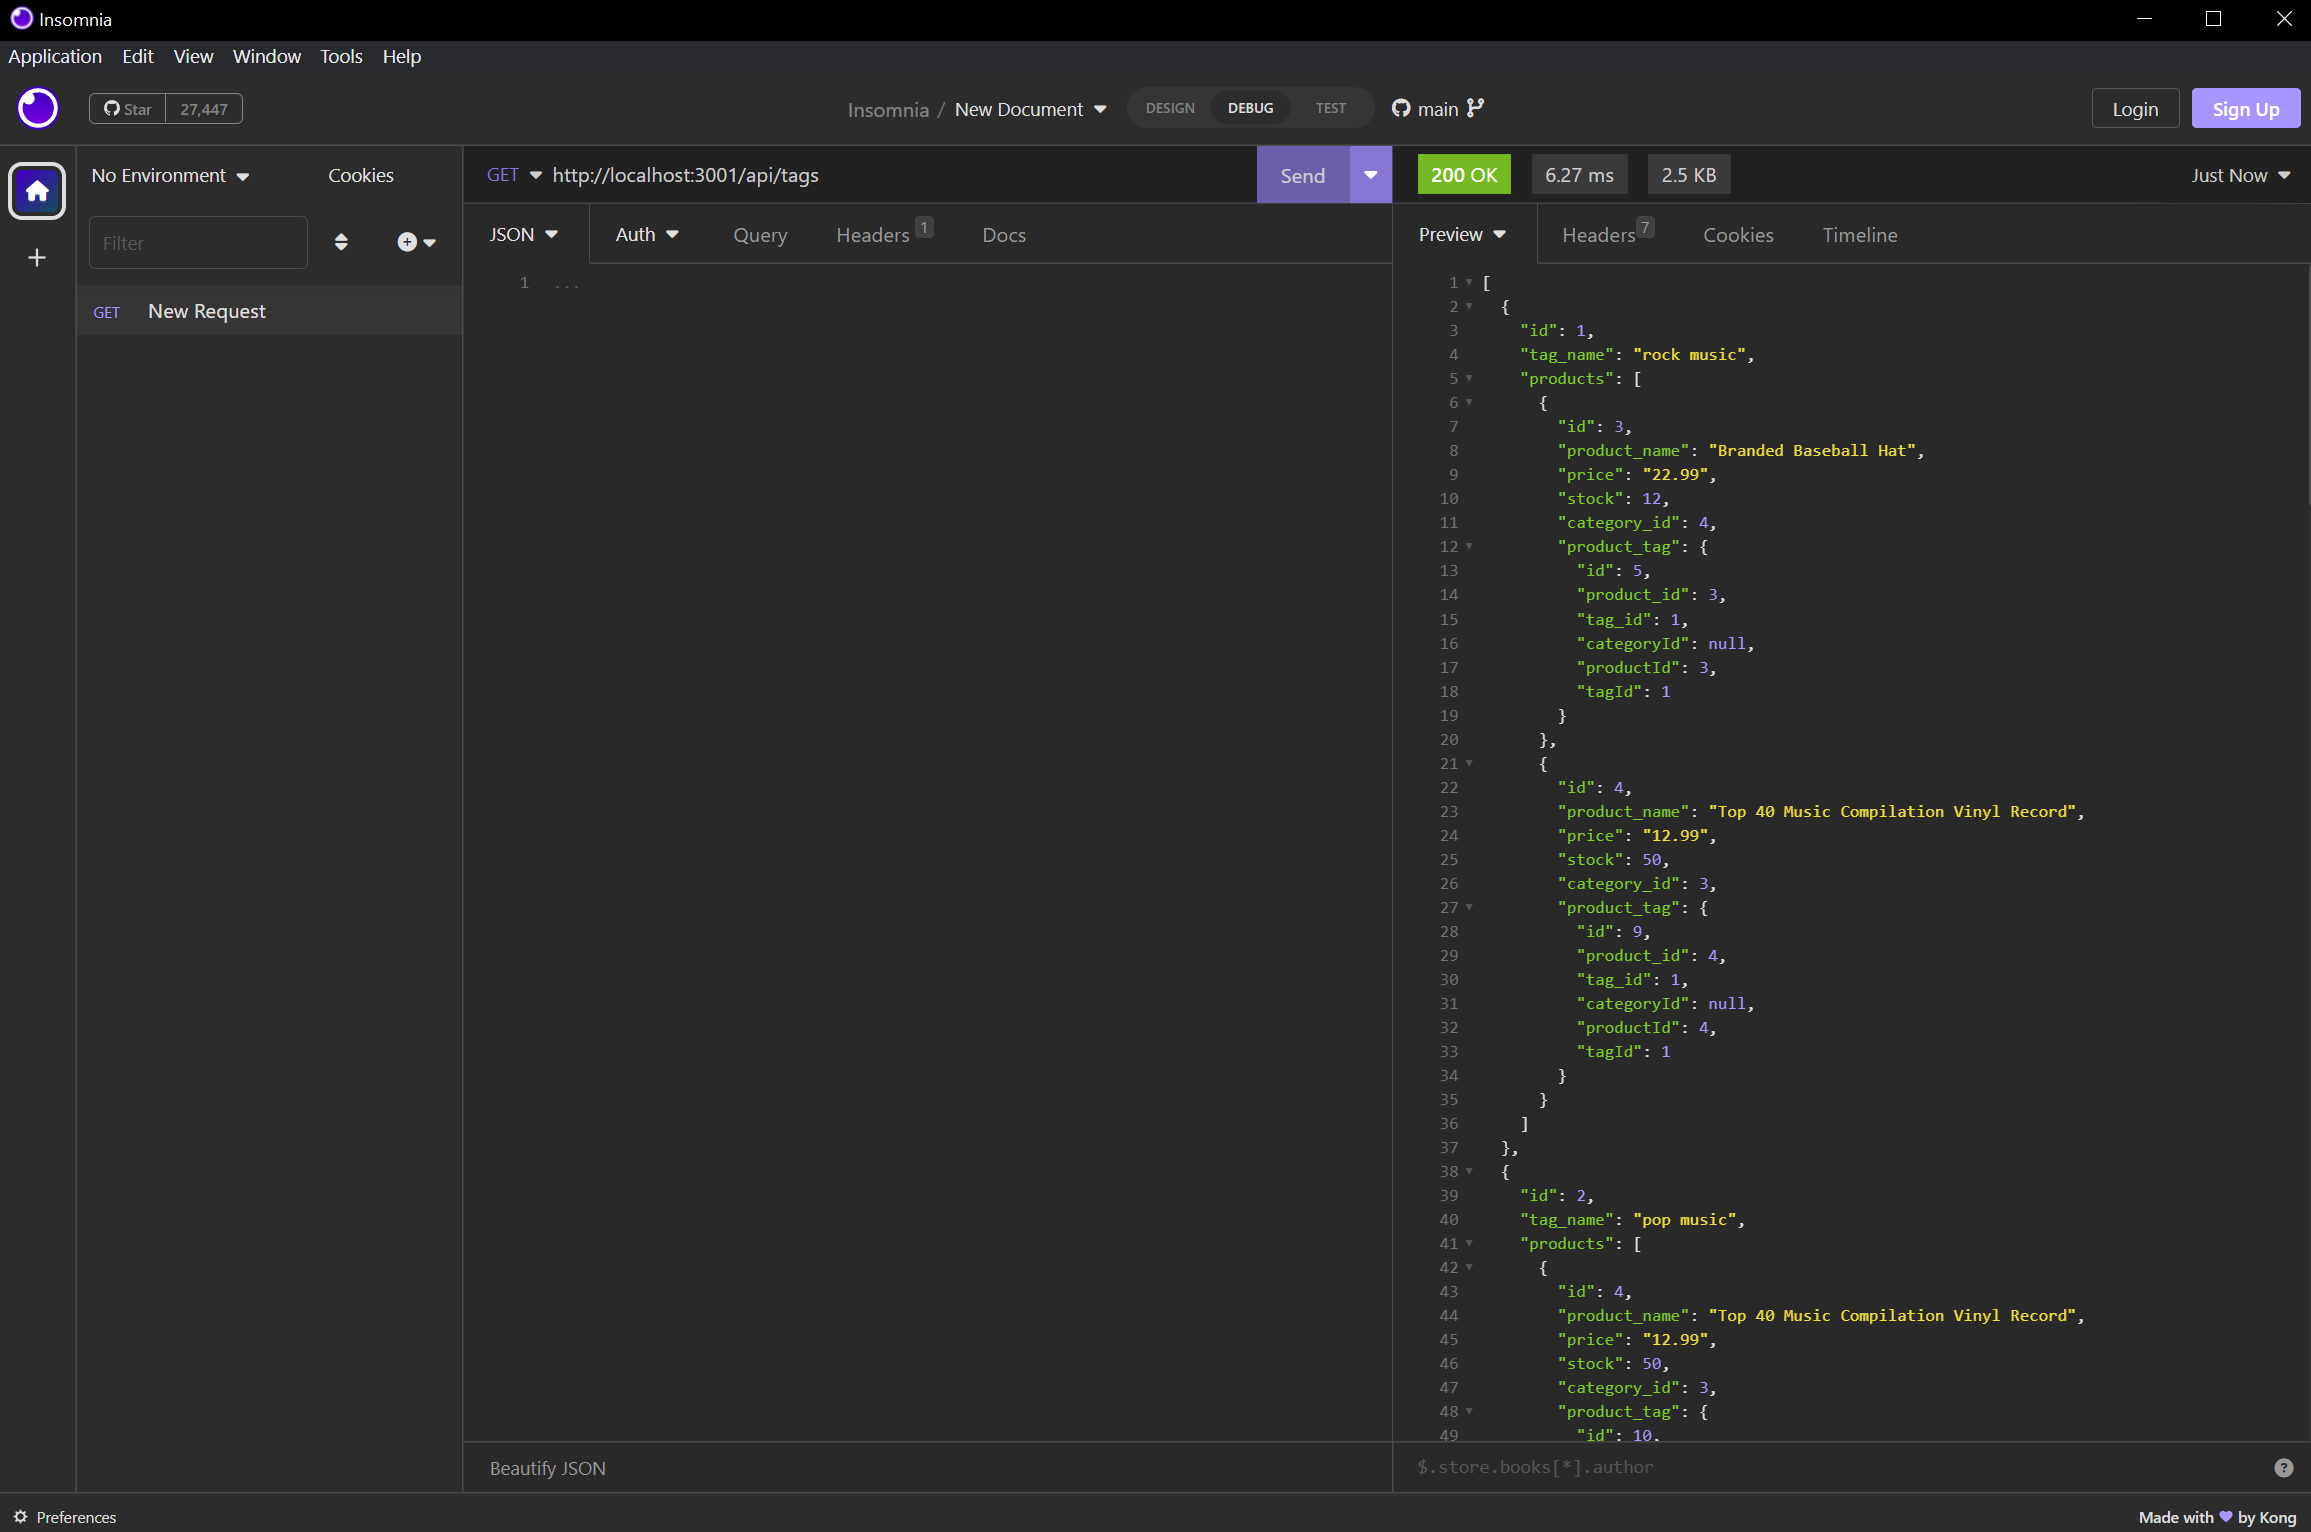 Insomnia
Application Edit View Window Tools Help
Star 27,447
Insomnia / New Document
DESIGN DEBUG TEST
main
Login Sign Up
No Environment Cookies
Filter
GET New Request
GET http://localhost:3001/api/tags Send
JSON Auth Query Headers 1 Docs
1 ...
Beautify JSON
200 OK 6.27 ms 2.5 KB Just Now
Preview Headers 7 Cookies Timeline
1 [
2 {
3 "id": 1,
4 "tag_name": "rock music",
5 "products": [
6 {
7 "id": 3,
8 "product_name": "Branded Baseball Hat",
9 "price": "22.99",
10 "stock": 12,
11 "category_id": 4,
12 "product_tag": {
13 "id": 5,
14 "product_id": 3,
15 "tag_id": 1,
16 "categoryId": null,
17 "productId": 3,
18 "tagId": 1
19 }
20 },
21 {
22 "id": 4,
23 "product_name": "Top 40 Music Compilation Vinyl Record",
24 "price": "12.99",
25 "stock": 50,
26 "category_id": 3,
27 "product_tag": {
28 "id": 9,
29 "product_id": 4,
30 "tag_id": 1,
31 "categoryId": null,
32 "productId": 4,
33 "tagId": 1
34 }
35 }
36 ]
37 },
38 {
39 "id": 2,
40 "tag_name": "pop music",
41 "products": [
42 {
43 "id": 4,
44 "product_name": "Top 40 Music Compilation Vinyl Record",
45 "price": "12.99",
46 "stock": 50,
47 "category_id": 3,
48 "product_tag": {
49 "id": 10,
$.store.books[*].author
?
Preferences
Made with by Kong